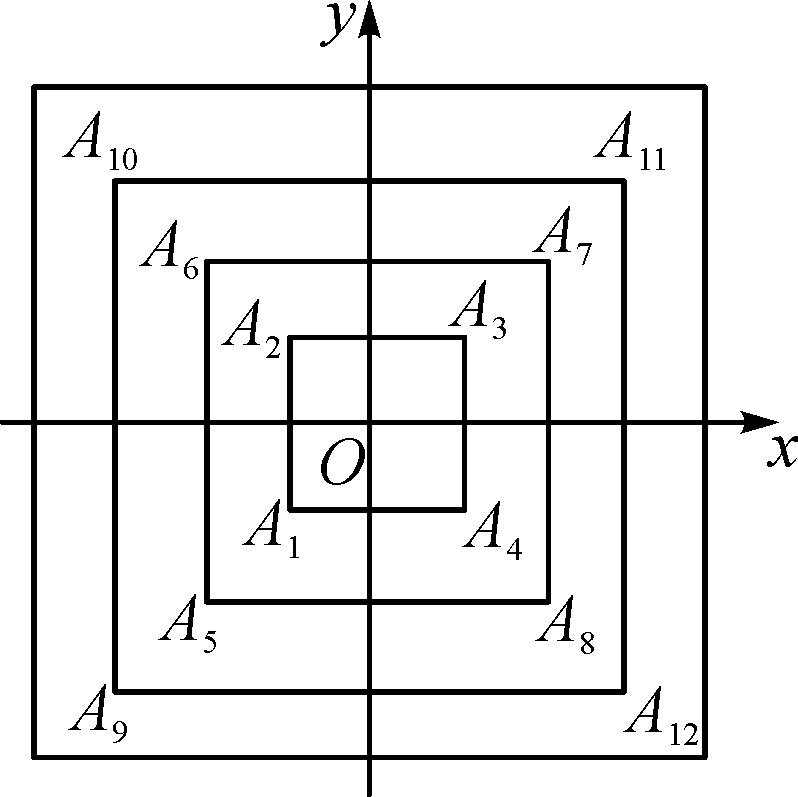 y
A₁₀ A₁₁
A₆ A₇
A₂ A₃
O x
A₁ A₄
A₅ A₈
A₉ A₁₂